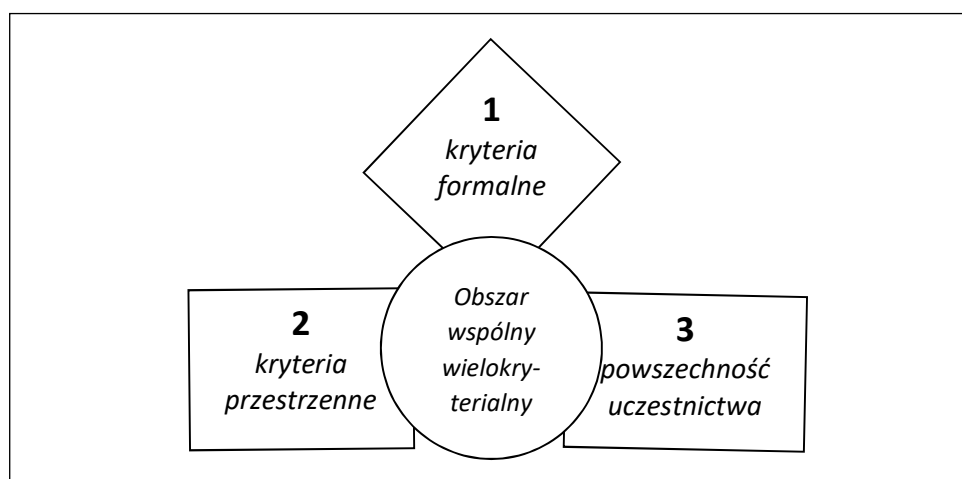 1
kryteria
formalne
Obszar
wspólny
wielokry-
terialny
2
kryteria
przestrzenne
3
powszechność
uczestnictwa